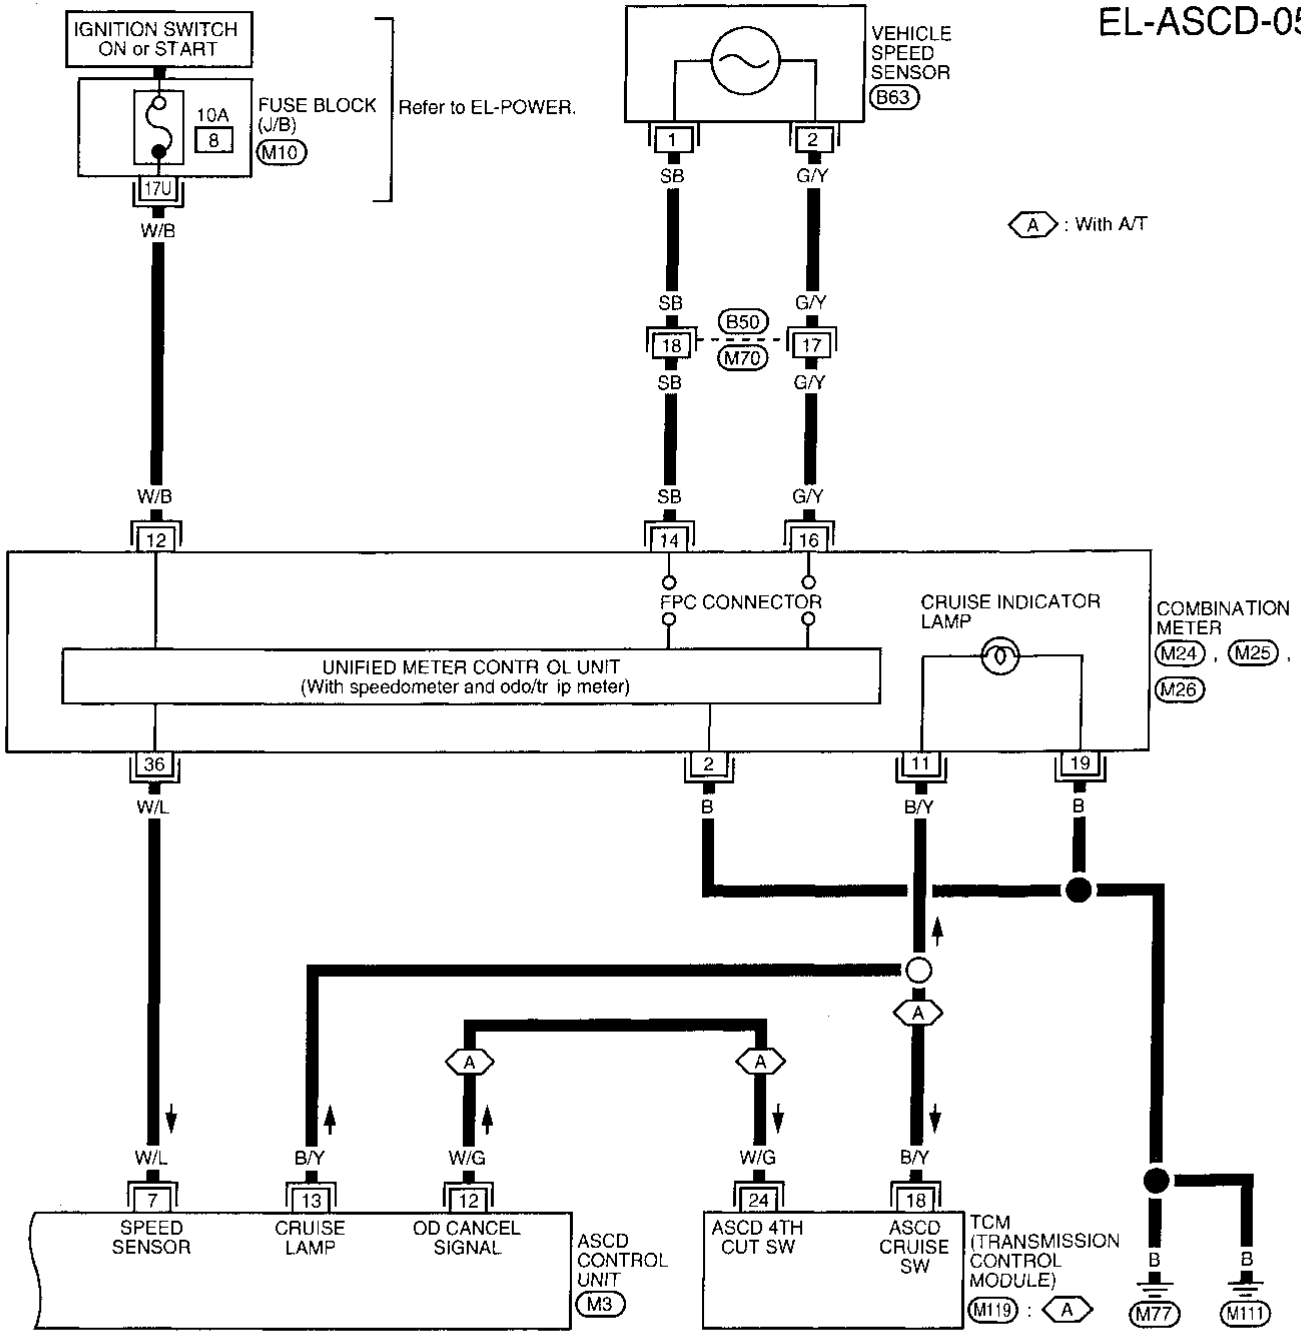 EL-ASCD-05
IGNITION SWITCH
ON or START
10A
8
FUSE BLOCK
(J/B)
M10
Refer to EL-POWER.
17U
W/B
VEHICLE
SPEED
SENSOR
B63
1
2
SB
G/Y
A : With A/T
SB
G/Y
18
B50
M70
17
SB
G/Y
W/B
SB
G/Y
12
14
16
FPC CONNECTOR
CRUISE INDICATOR
LAMP
COMBINATION
METER
M24 , M25 ,
M26
UNIFIED METER CONTR OL UNIT
(With speedometer and odo/tr ip meter)
36
2
11
19
W/L
B
B/Y
B
A
A
A
W/L
B/Y
W/G
W/G
B/Y
7
13
12
24
18
SPEED
SENSOR
CRUISE
LAMP
OD CANCEL
SIGNAL
ASCD
CONTROL
UNIT
M3
ASCD 4TH
CUT SW
ASCD
CRUISE
SW
TCM
(TRANSMISSION
CONTROL
MODULE)
M119 : A
B
B
M77
M111